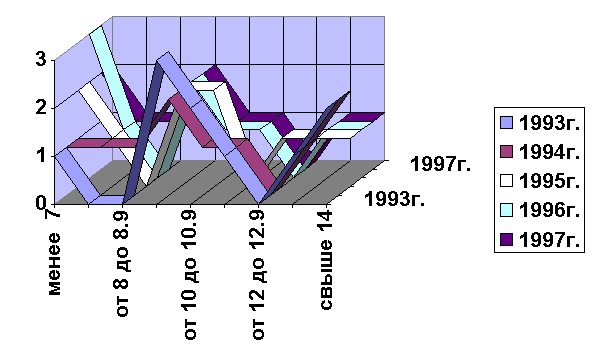 3
2
1
0
менее 7
от 8 до 8.9
от 10 до 10.9
от 12 до 12.9
свыше 14
1997г.
1993г.
1993г.
1994г.
1995г.
1996г.
1997г.